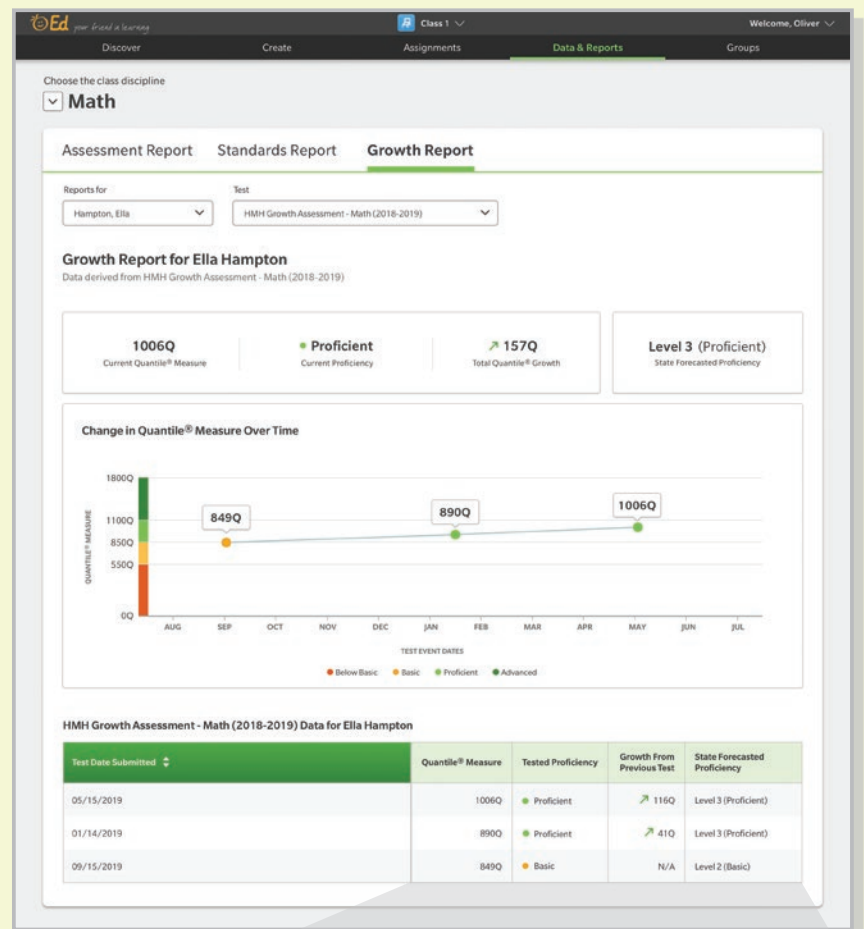 Ed your friend in learning
Class 1
Welcome, Oliver
Discover
Create
Assignments
Data & Reports
Groups
Choose the class discipline
Math
Assessment Report
Standards Report
Growth Report
Reports for
Test
Hampton, Ella
HMH Growth Assessment - Math (2018-2019)
Growth Report for Ella Hampton
Data derived from HMH Growth Assessment - Math (2018-2019)
1006Q
Current Quantile® Measure
Proficient
Current Proficiency
157Q
Total Quantile® Growth
Level 3 (Proficient)
State Forecasted Proficiency
Change in Quantile® Measure Over Time
QUANTILE® MEASURE
1800Q
1100Q
850Q
550Q
0Q
849Q
890Q
1006Q
AUG SEP OCT NOV DEC JAN FEB MAR APR MAY JUN JUL
TEST EVENT DATES
Below Basic Basic Proficient Advanced
HMH Growth Assessment - Math (2018-2019) Data for Ella Hampton
Test Date Submitted Quantile® Measure Tested Proficiency Growth From Previous Test State Forecasted Proficiency
05/15/2019 1006Q Proficient 116Q Level 3 (Proficient)
01/14/2019 890Q Proficient 41Q Level 3 (Proficient)
09/15/2019 849Q Basic N/A Level 2 (Basic)